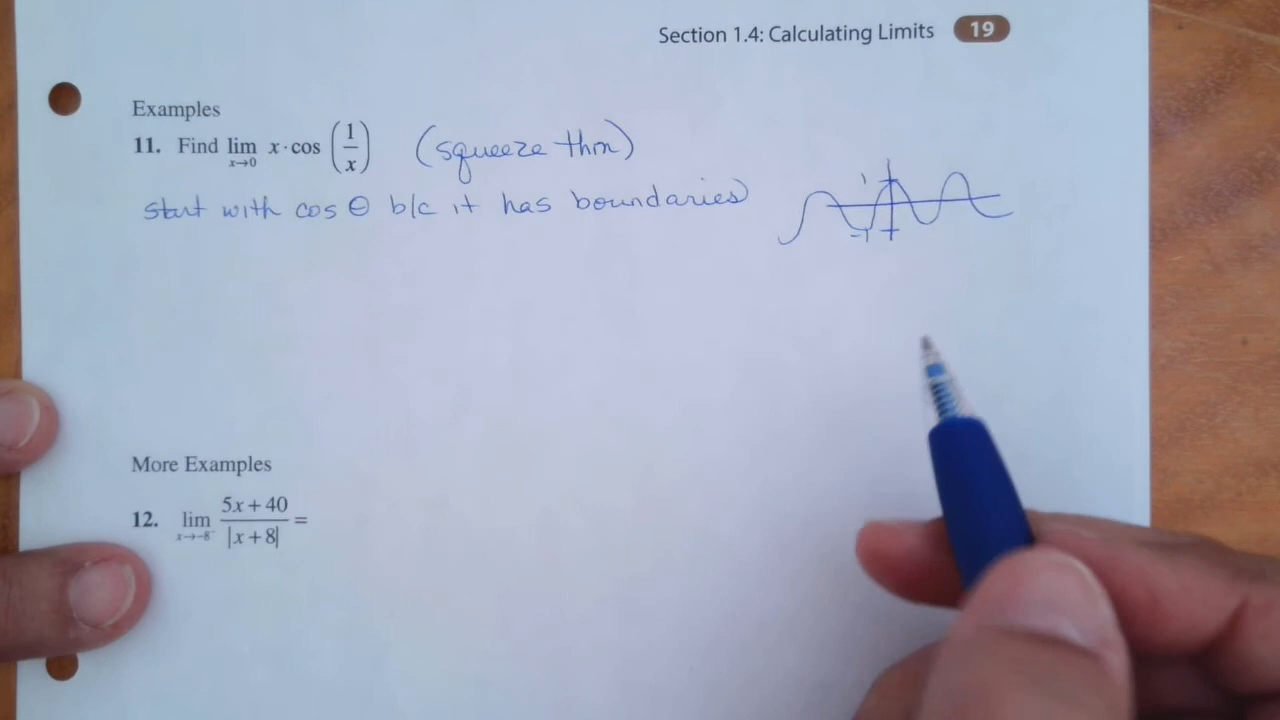 Section 1.4: Calculating Limits 19
Examples
11. Find lim x→0 x·cos(1/x) (squeeze thm)
start with cos θ b/c it has boundaries
1
-1
More Examples
12. lim x→-8⁻ 5x+40/|x+8| =